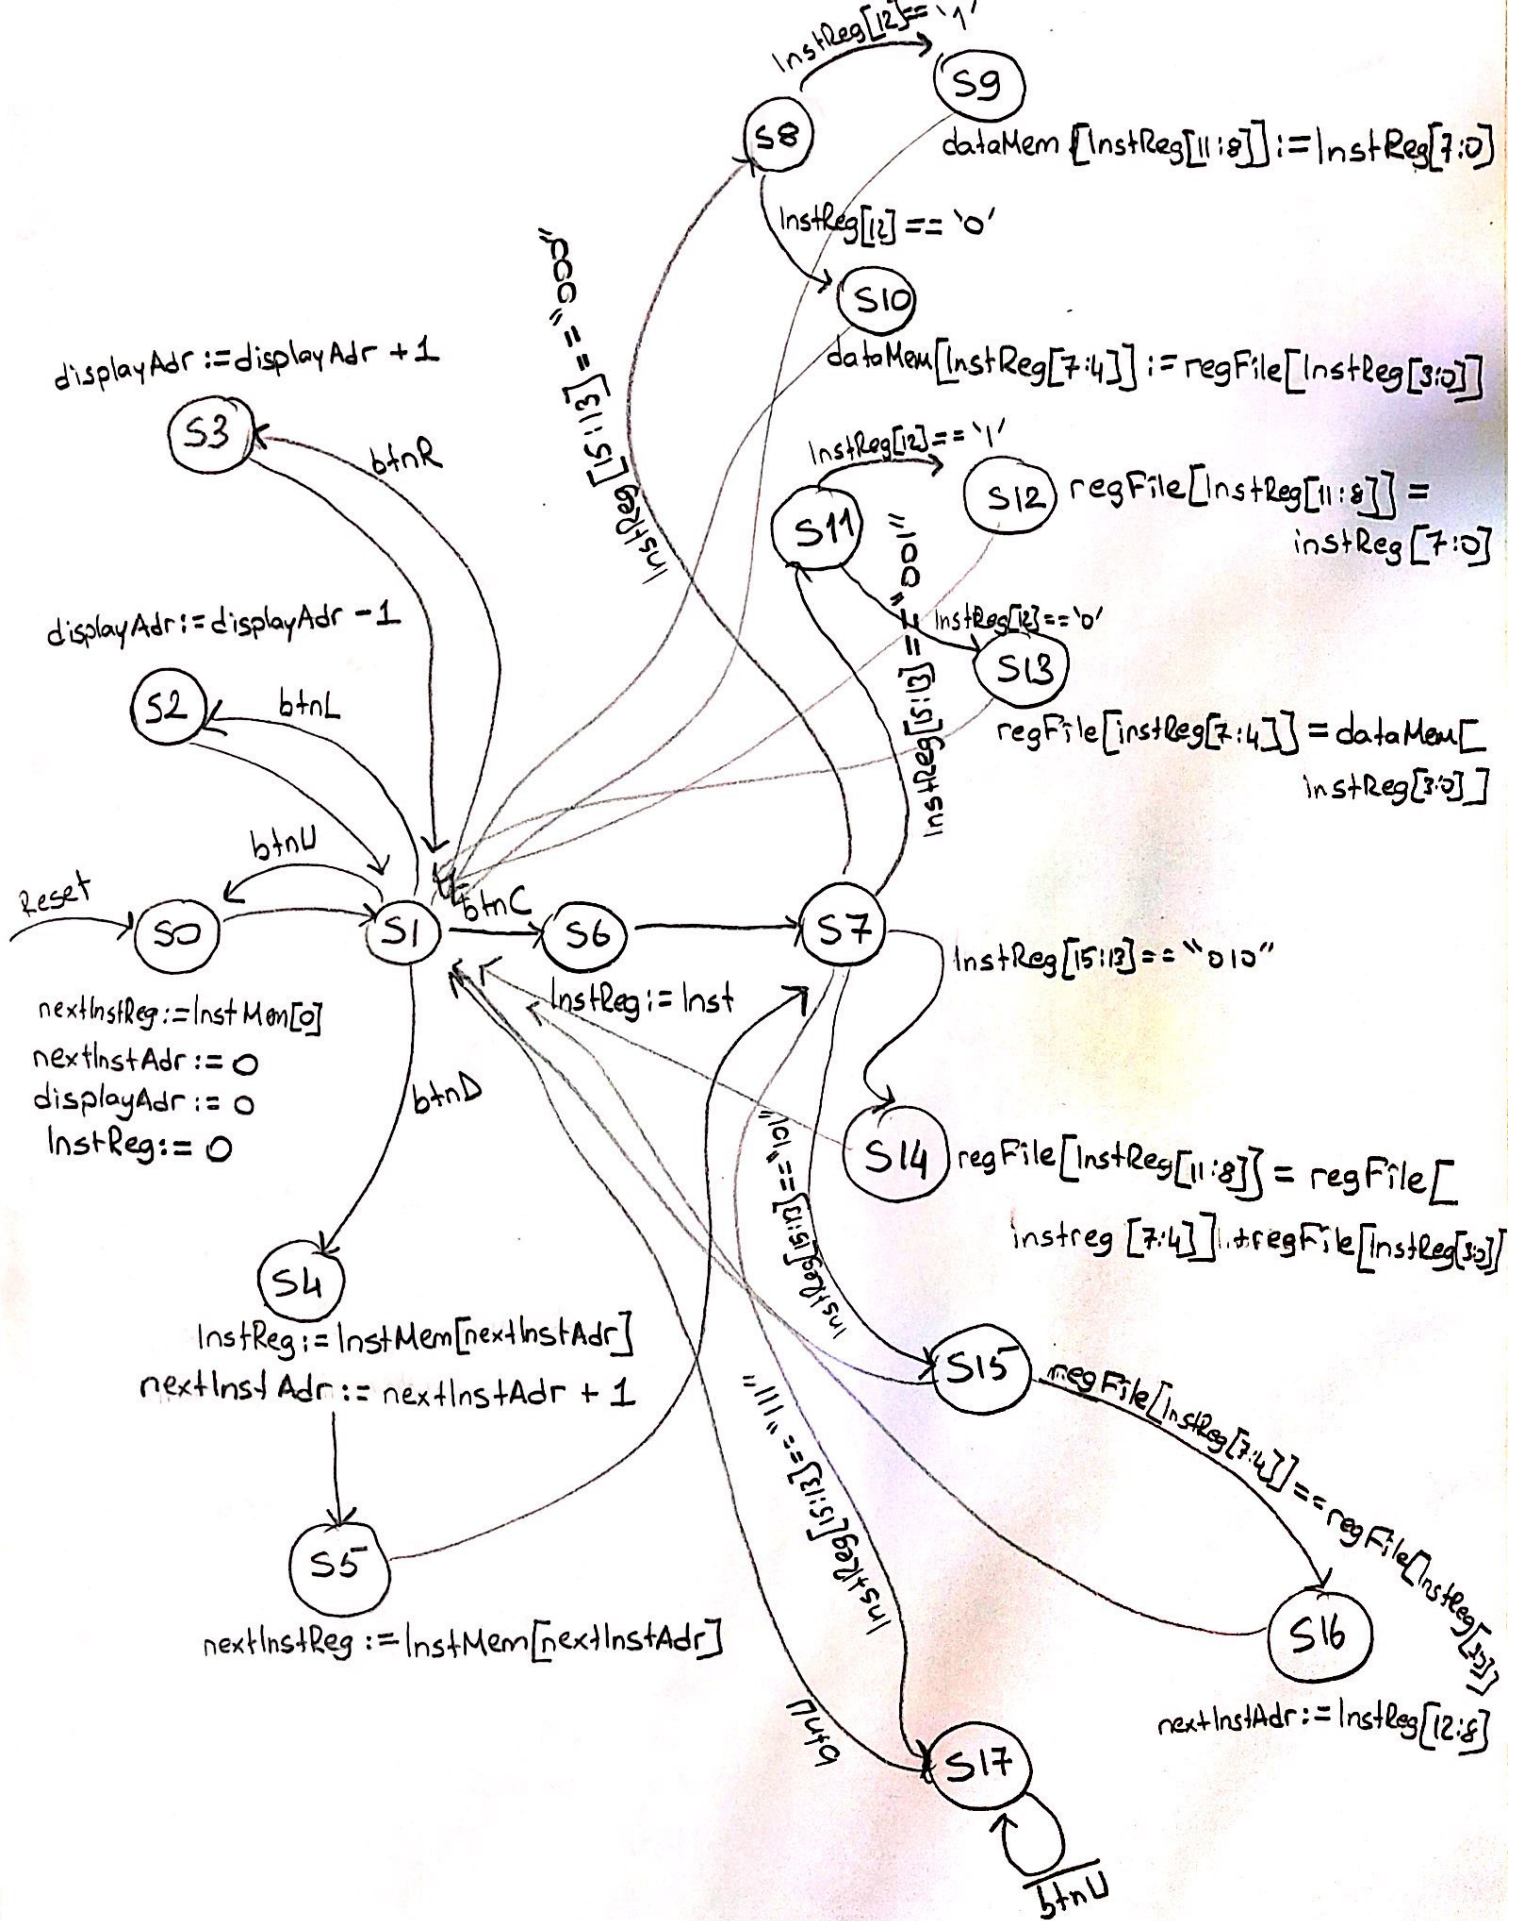 InstReg[12]== '1'
S9
S8
dataMem [InstReg[11:8]] := InstReg[7:0]
InstReg[12] == '0'
S10
dataMem[InstReg[7:4]] := regFile[InstReg[3:0]]
InstReg[15:13] == "000"
displayAdr := displayAdr + 1
S3
btnR
InstReg[12] == '1'
S11
S12
regFile[InstReg[11:8]] =
instReg[7:0]
InstReg[15:13] == "001"
InstReg[12] == '0'
S13
regFile[instReg[7:4]] = dataMem[
InstReg[3:0]]
displayAdr := displayAdr - 1
S2
btnL
btnU
Reset
S0
S1
btnC
S6
S7
InstReg := Inst
InstReg[15:13] == "010"
nextInstReg := InstMem[0]
nextInstAdr := 0
displayAdr := 0
InstReg := 0
btnD
S14
regFile[InstReg[11:8]] = regFile[
instreg [7:4]] + regFile[InstReg[3:0]]
InstReg[15:13] == "101"
S4
InstReg := InstMem[nextInstAdr]
nextInst Adr := nextInstAdr + 1
S15
regFile[InstReg[7:4]] == regFile[InstReg[3:0]]
InstReg[15:13] == "111"
S5
nextInstReg := InstMem[nextInstAdr]
S16
nextInstAdr := InstReg[12:8]
btnU
S17
btnU